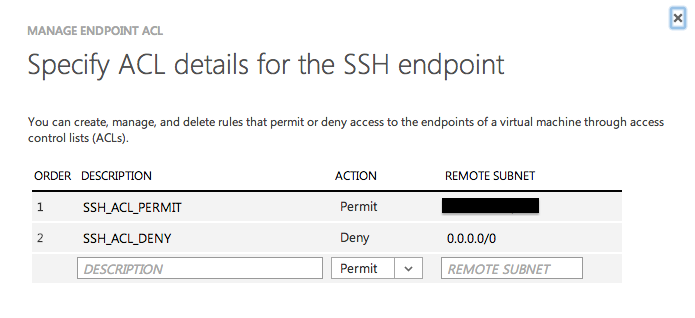 MANAGE ENDPOINT ACL
Specify ACL details for the SSH endpoint
You can create, manage, and delete rules that permit or deny access to the endpoints of a virtual machine through access
control lists (ACLs).
ORDER DESCRIPTION ACTION REMOTE SUBNET
1 SSH_ACL_PERMIT Permit
2 SSH_ACL_DENY Deny 0.0.0.0/0
DESCRIPTION Permit REMOTE SUBNET